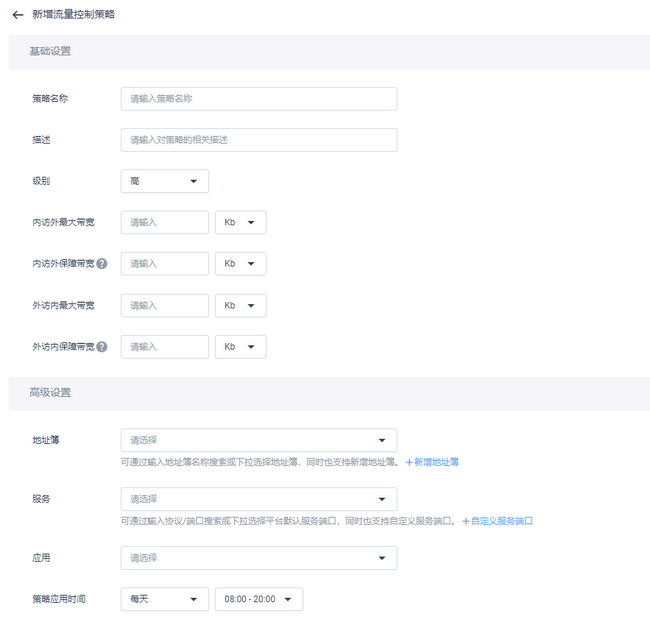 新增流量控制策略
基础设置
策略名称 请输入策略名称
描述 请输入对策略的相关描述
级别 高
内访外最大带宽 请输入 Kb
内访外保障带宽 ? 请输入 Kb
外访内最大带宽 请输入 Kb
外访内保障带宽 ? 请输入 Kb
高级设置
地址簿 请选择
可通过输入地址簿名称搜索或下拉选择地址簿，同时也支持新增地址簿。 +新增地址簿
服务 请选择
可通过输入协议/端口搜索或下拉选择平台默认服务端口，同时也支持自定义服务端口。 +自定义服务端口
应用 请选择
策略应用时间 每天 08:00 - 20:00